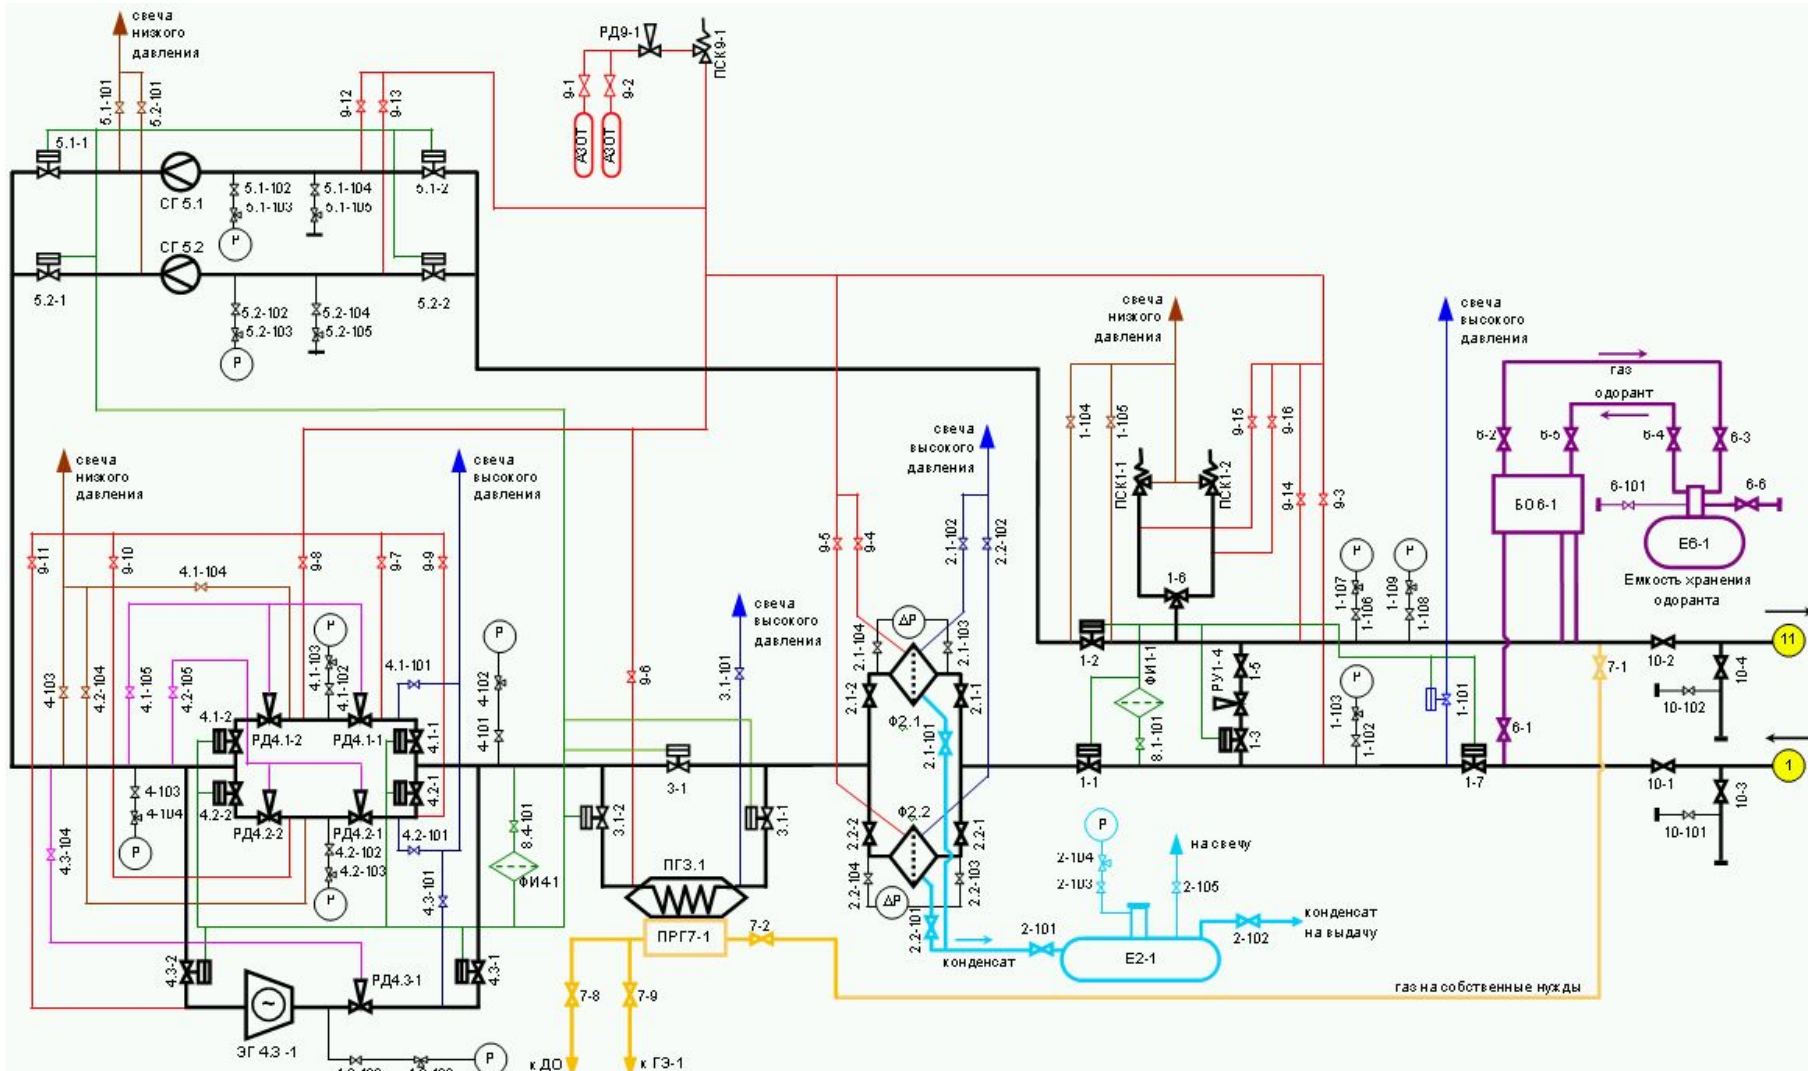 свеча
низкого
давления
РД9-1
ПСК9-1
9-1
9-2
АЗОТ
АЗОТ
5.1-101
5.2-101
9-12
9-13
5.1-1
5.1-2
СГ 5.1
5.1-102
5.1-103
5.1-104
5.1-105
P
СГ 5.2
5.2-1
5.2-2
5.2-102
5.2-103
5.2-104
5.2-105
P
свеча
низкого
давления
свеча
высокого
давления
газ
одорант
1-104
1-105
9-15
9-16
ПСК1-1
ПСК1-2
9-14
9-3
6-2
6-5
6-4
6-3
6-101
6-6
БО 6-1
Е6-1
Емкость хранения
одоранта
свеча
низкого
давления
свеча
высокого
давления
свеча
высокого
давления
9-5
9-4
2.1-102
2.2-102
9-11
9-10
9-8
9-7
9-9
4.1-104
свеча
высокого
давления
1-6
P
P
1-107
1-106
1-109
1-108
4-103
4.2-104
4.1-105
4.2-105
P
4.1-103
4.1-102
4.1-101
P
4-102
4-101
9-6
3.1-101
2.1-104
ΔP
2.1-103
1-2
ФИ1-1
РУ1-4
1-5
P
1-103
1-102
1-101
7-1
10-2
10-4
11
10-102
4.1-2
РД4.1-2
РД4.1-1
4.1-1
2.1-2
Ф2.1
2.1-1
2.1-101
8.1-101
1-3
6-1
3-1
1-1
1-7
10-1
1
10-3
10-101
4-103
4-104
P
4.2-2
РД4.2-2
РД4.2-1
4.2-1
4.2-101
4.2-102
4.2-103
P
8.4-101
ФИ4.1
3.1-2
3.1-1
2.2-2
Ф2.2
2.2-1
2.2-104
ΔP
2.2-103
2.2-101
4.3-104
4.3-101
ПГ3.1
ПРГ7-1
7-2
P
2-104
2-103
на свечу
2-105
2-101
Е2-1
2-102
конденсат
на выдачу
конденсат
4.3-2
4.3-1
РД4.3-1
ЭГ 4.3 -1
7-8
7-9
газ на собственные нужды
P
к ДО
к ГЭ-1